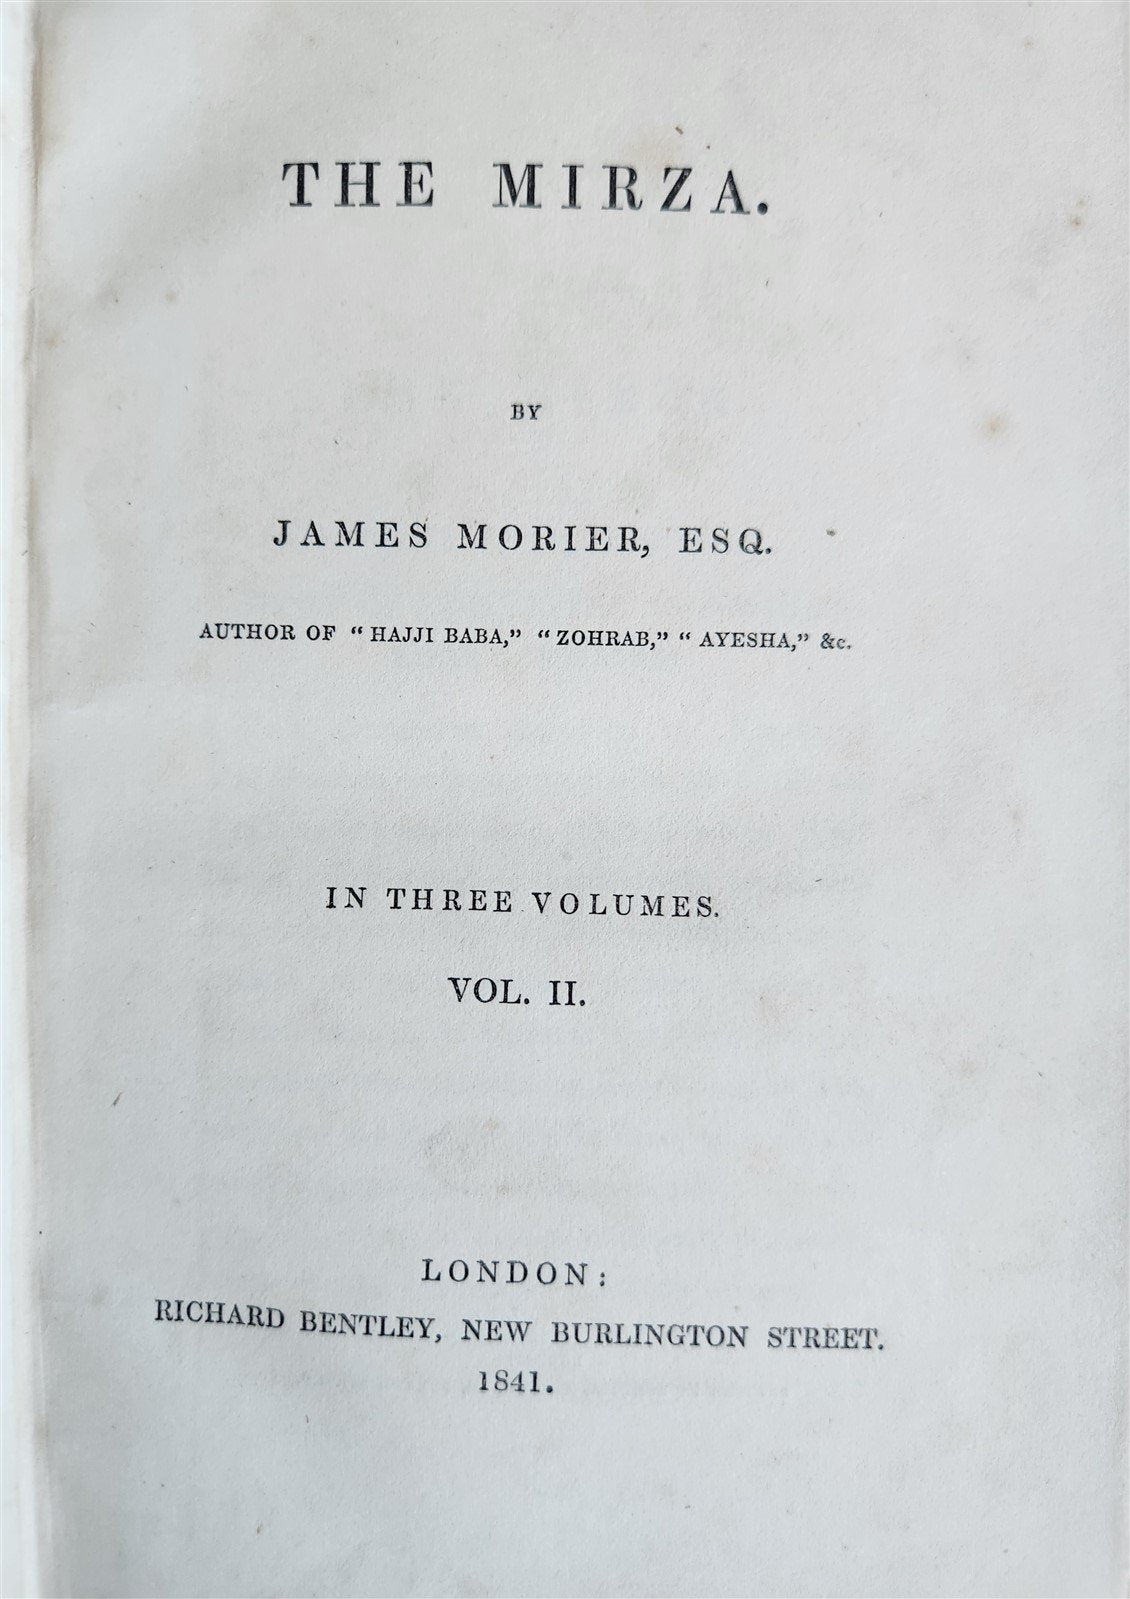 THE MIRZA.
BY
JAMES MORIER, ESQ.
AUTHOR OF “HAJJI BABA,” “ZOHRAB,” “AYESHA,” &c.
IN THREE VOLUMES.
VOL. II.
LONDON:
RICHARD BENTLEY, NEW BURLINGTON STREET.
1841.